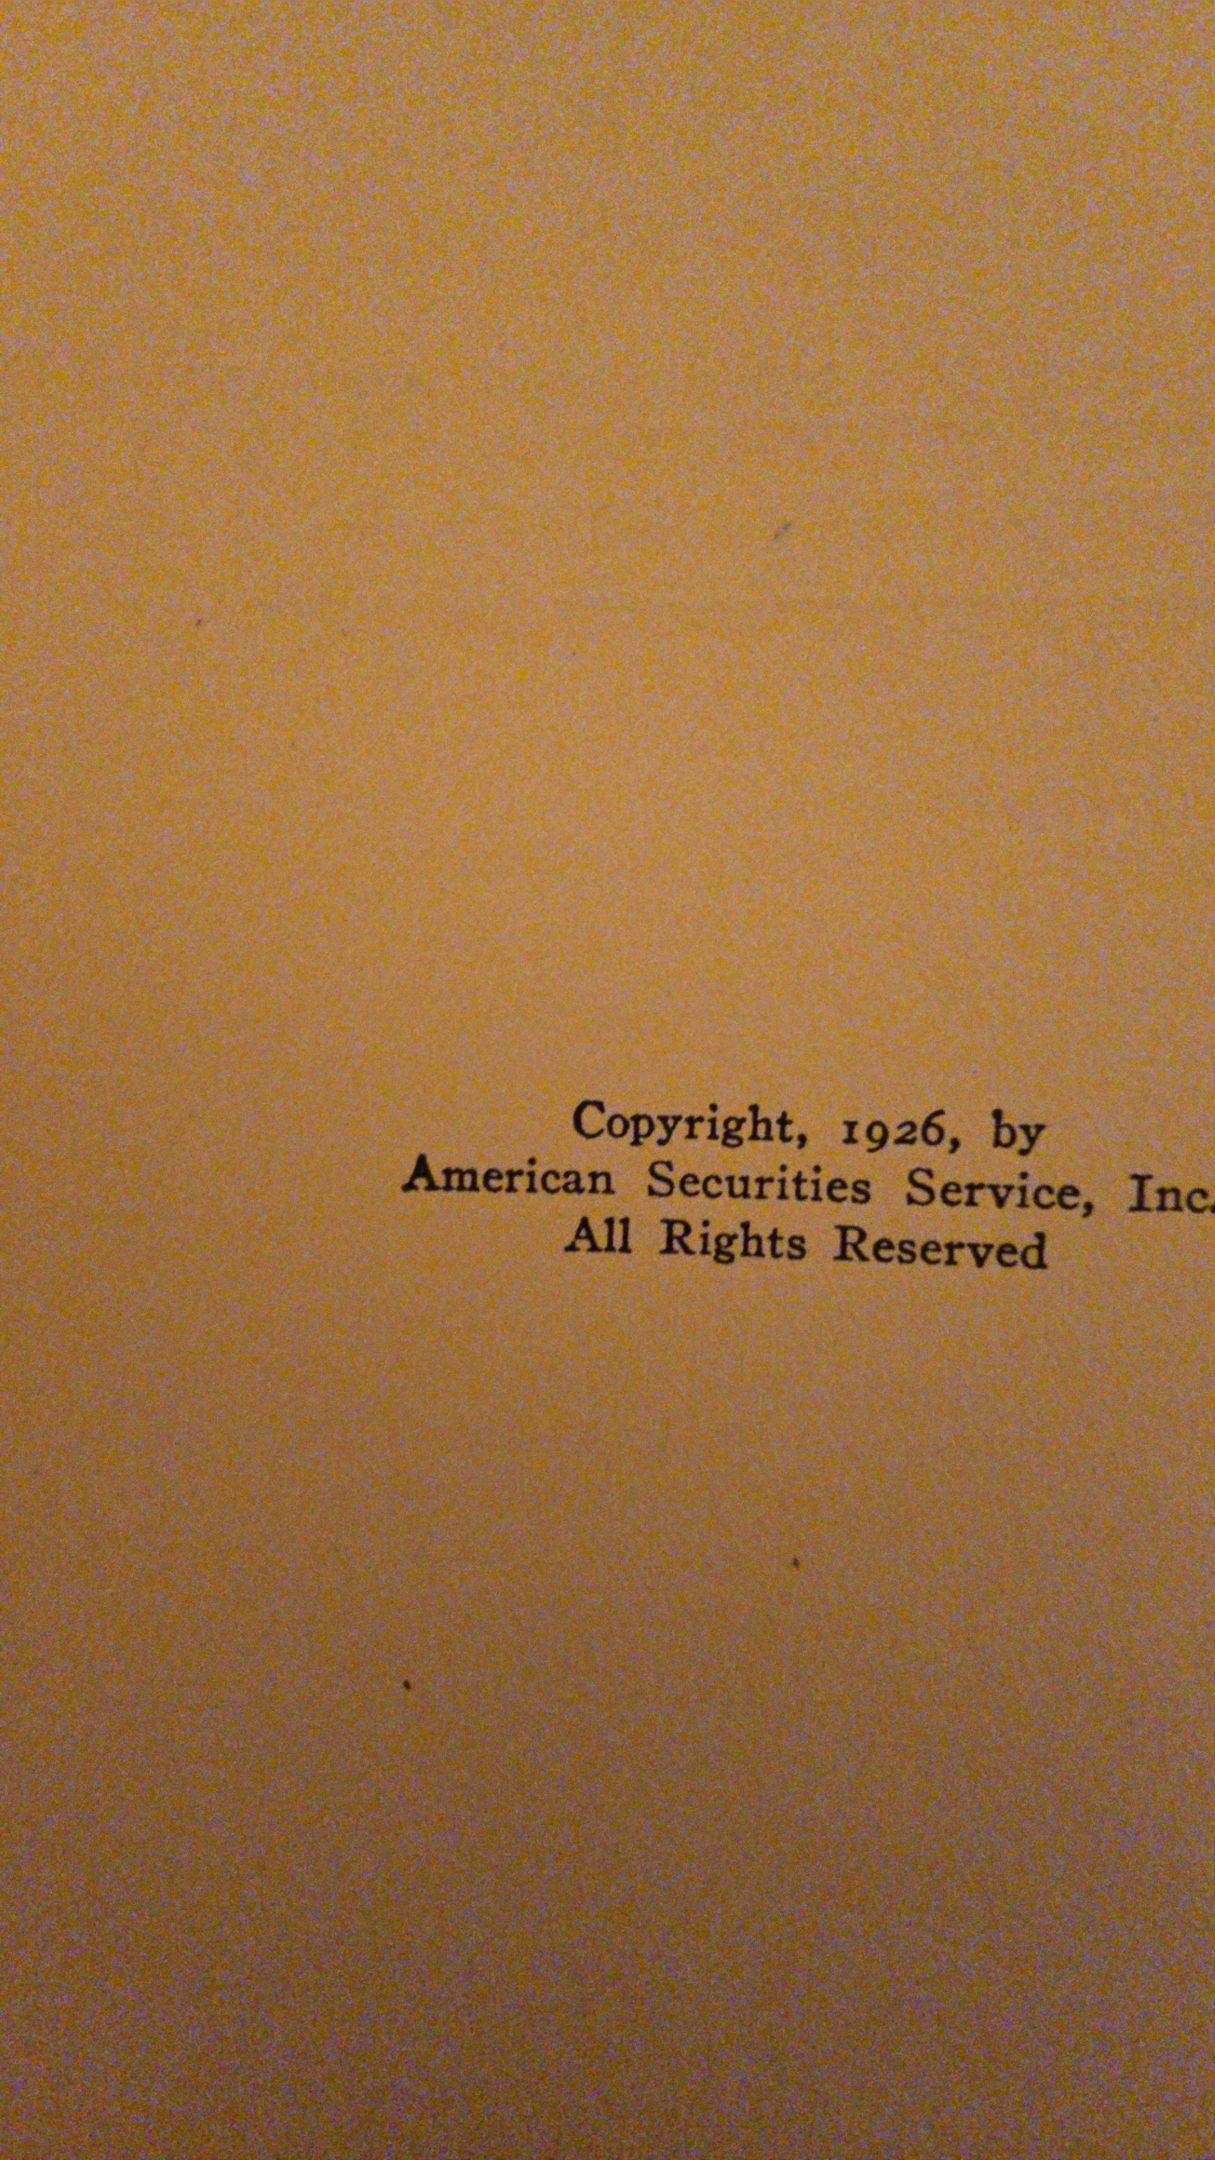 Copyright, 1926, by
American Securities Service, Inc.
All Rights Reserved